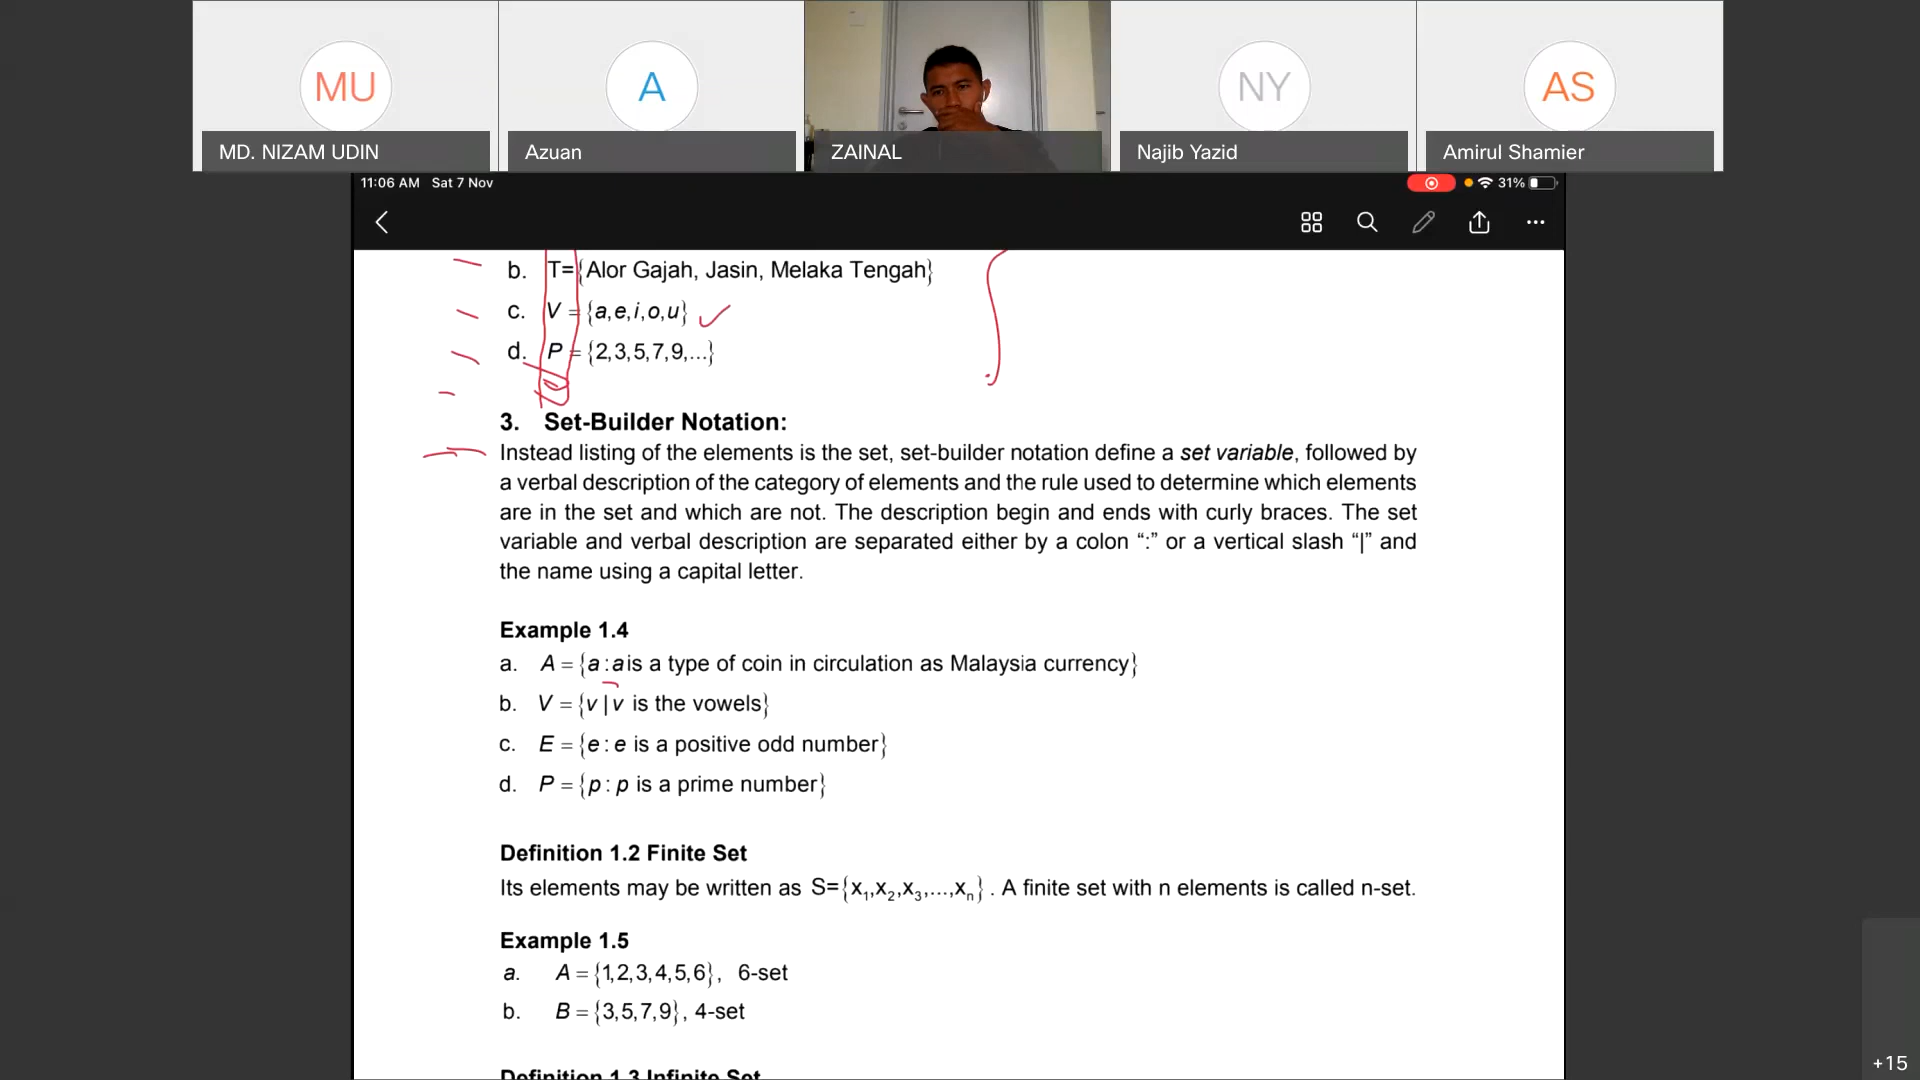 MU
A
NY
AS
MD. NIZAM UDIN
Azuan
ZAINAL
Najib Yazid
Amirul Shamier
11:06 AM Sat 7 Nov
31%
b. T={Alor Gajah, Jasin, Melaka Tengah}
c. V = {a,e,i,o,u}
d. P = {2,3,5,7,9,...}
3. Set-Builder Notation:
Instead listing of the elements is the set, set-builder notation define a set variable, followed by
a verbal description of the category of elements and the rule used to determine which elements
are in the set and which are not. The description begin and ends with curly braces. The set
variable and verbal description are separated either by a colon “:” or a vertical slash “|” and
the name using a capital letter.
Example 1.4
a. A = {a : a is a type of coin in circulation as Malaysia currency}
b. V = {v | v is the vowels}
c. E = {e : e is a positive odd number}
d. P = {p : p is a prime number}
Definition 1.2 Finite Set
Its elements may be written as S={x₁,x₂,x₃,...,xₙ} . A finite set with n elements is called n-set.
Example 1.5
a. A = {1,2,3,4,5,6}, 6-set
b. B = {3,5,7,9}, 4-set
Definition 1.3 Infinite Set
+15